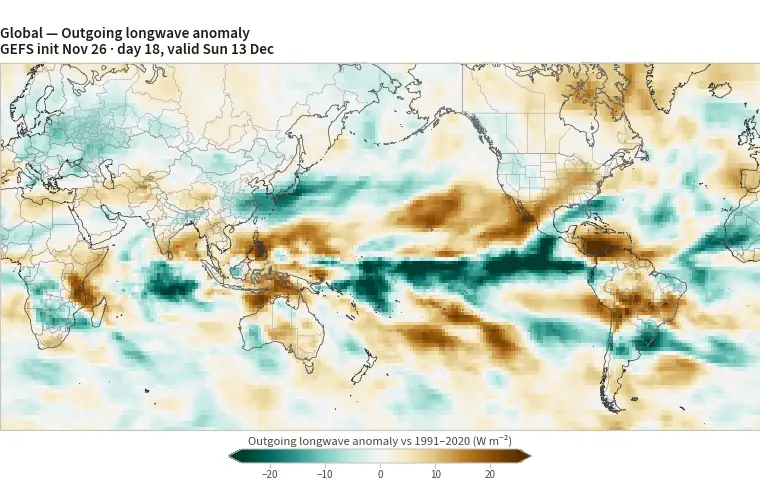 Global — Outgoing longwave anomaly
GEFS init Nov 26 · day 18, valid Sun 13 Dec
Outgoing longwave anomaly vs 1991–2020 (W m⁻²)
−20 −10 0 10 20